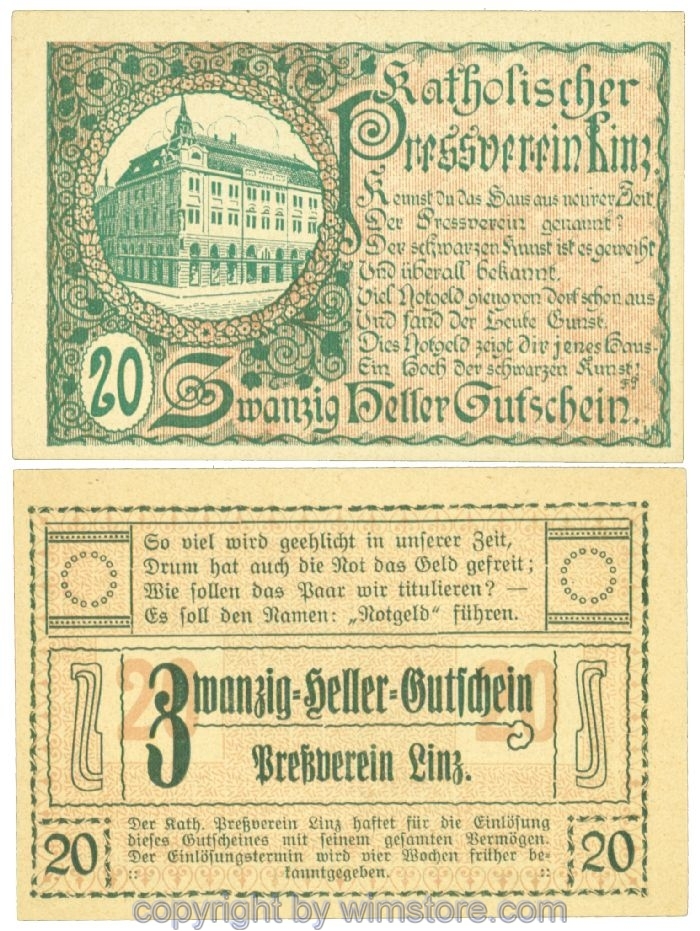 Katholischer
Pressverein Linz.
Kennst du das Haus aus neu'rer Zeit
Der Pressverein genannt?
Der schwarzen Kunst ist es geweiht
Und überall bekannt.
Viel Notgeld gieng von dort schon aus
Und fand der Leute Gunst.
Dies Notgeld zeigt dir jenes Haus-
Ein Hoch der schwarzen Kunst!
20
Zwanzig Heller Gutschein.
So viel wird geehlicht in unserer Zeit,
Drum hat auch die Not das Geld gefreit;
Wie sollen das Paar wir titulieren? —
Es soll den Namen: „Notgeld“ führen.
20 20
Zwanzig-Heller-Gutschein
Preßverein Linz.
Der Kath. Preßverein Linz haftet für die Einlösung
dieses Gutscheines mit seinem gesamten Vermögen.
Der Einlösungstermin wird vier Wochen früher be-
:: kanntgegeben. ::
20 20
copyright by wimstore.com